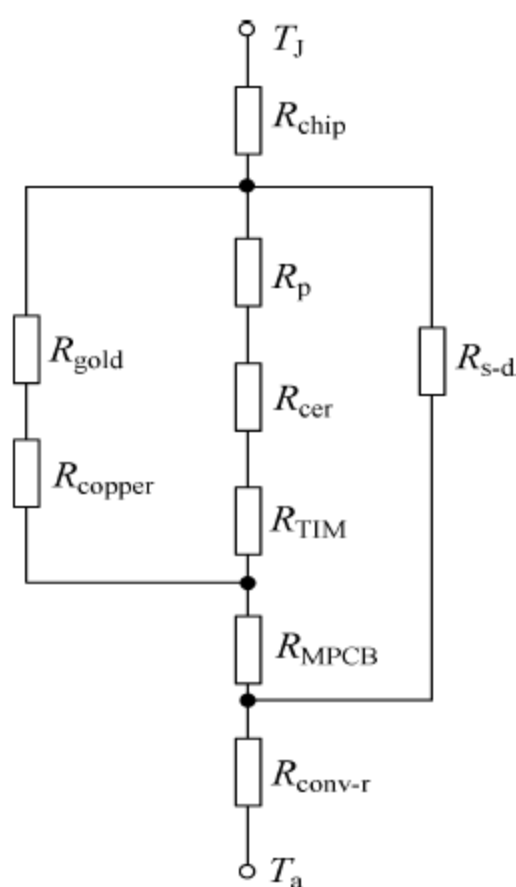 T_J
R_chip
R_p
R_gold
R_s-d
R_cer
R_copper
R_TIM
R_MPCB
R_conv-r
T_a